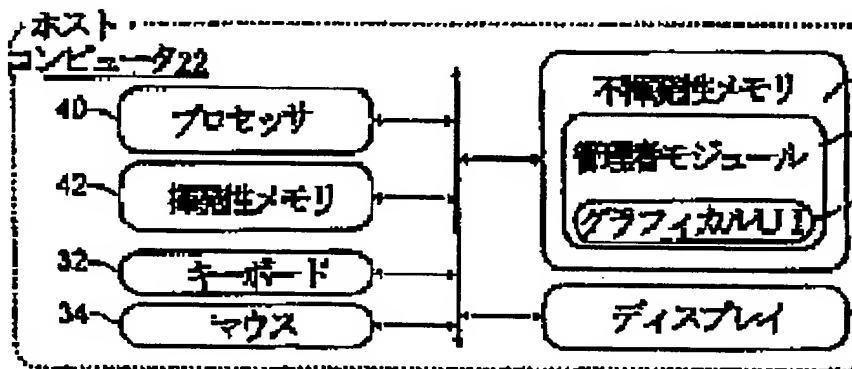 ホスト
コンピュータ22
40
プロセッサ
42
揮発性メモリ
32
キーボード
34
マウス
不揮発性メモリ
管理者モジュール
グラフィカルUI
ディスプレイ